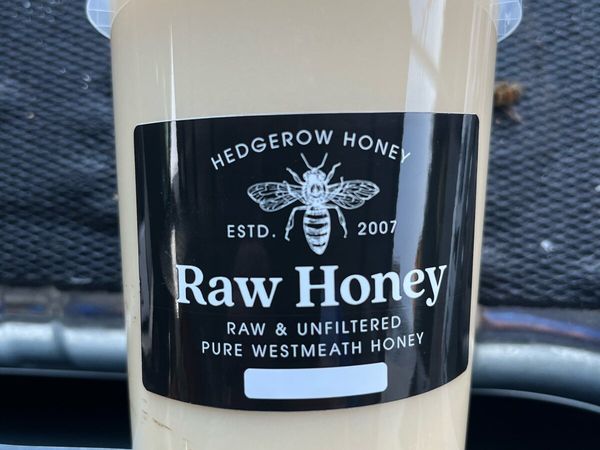 HEDGEROW HONEY
ESTD. 2007
Raw Honey
RAW & UNFILTERED
PURE WESTMEATH HONEY